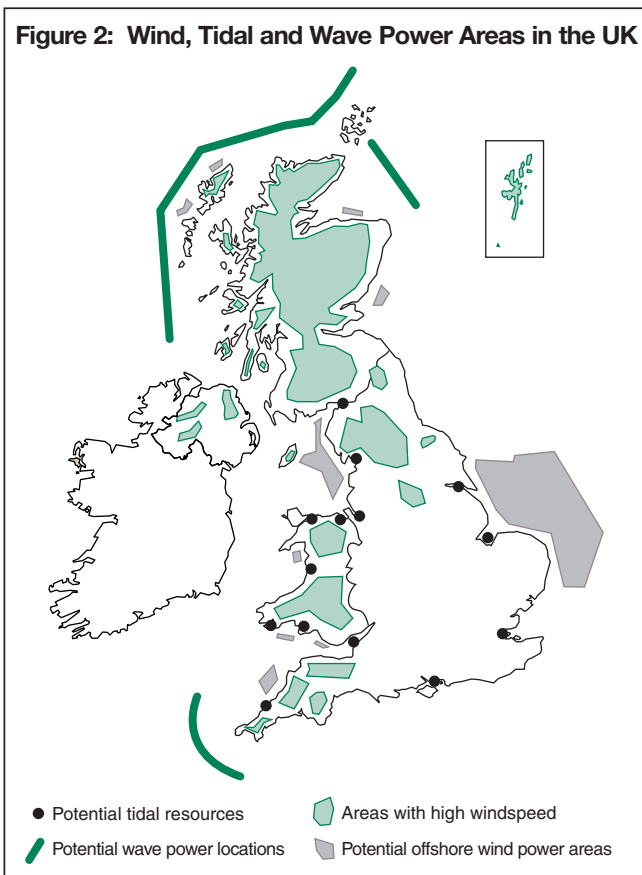 Figure 2: Wind, Tidal and Wave Power Areas in the UK
Potential tidal resources
Areas with high windspeed
Potential wave power locations
Potential offshore wind power areas